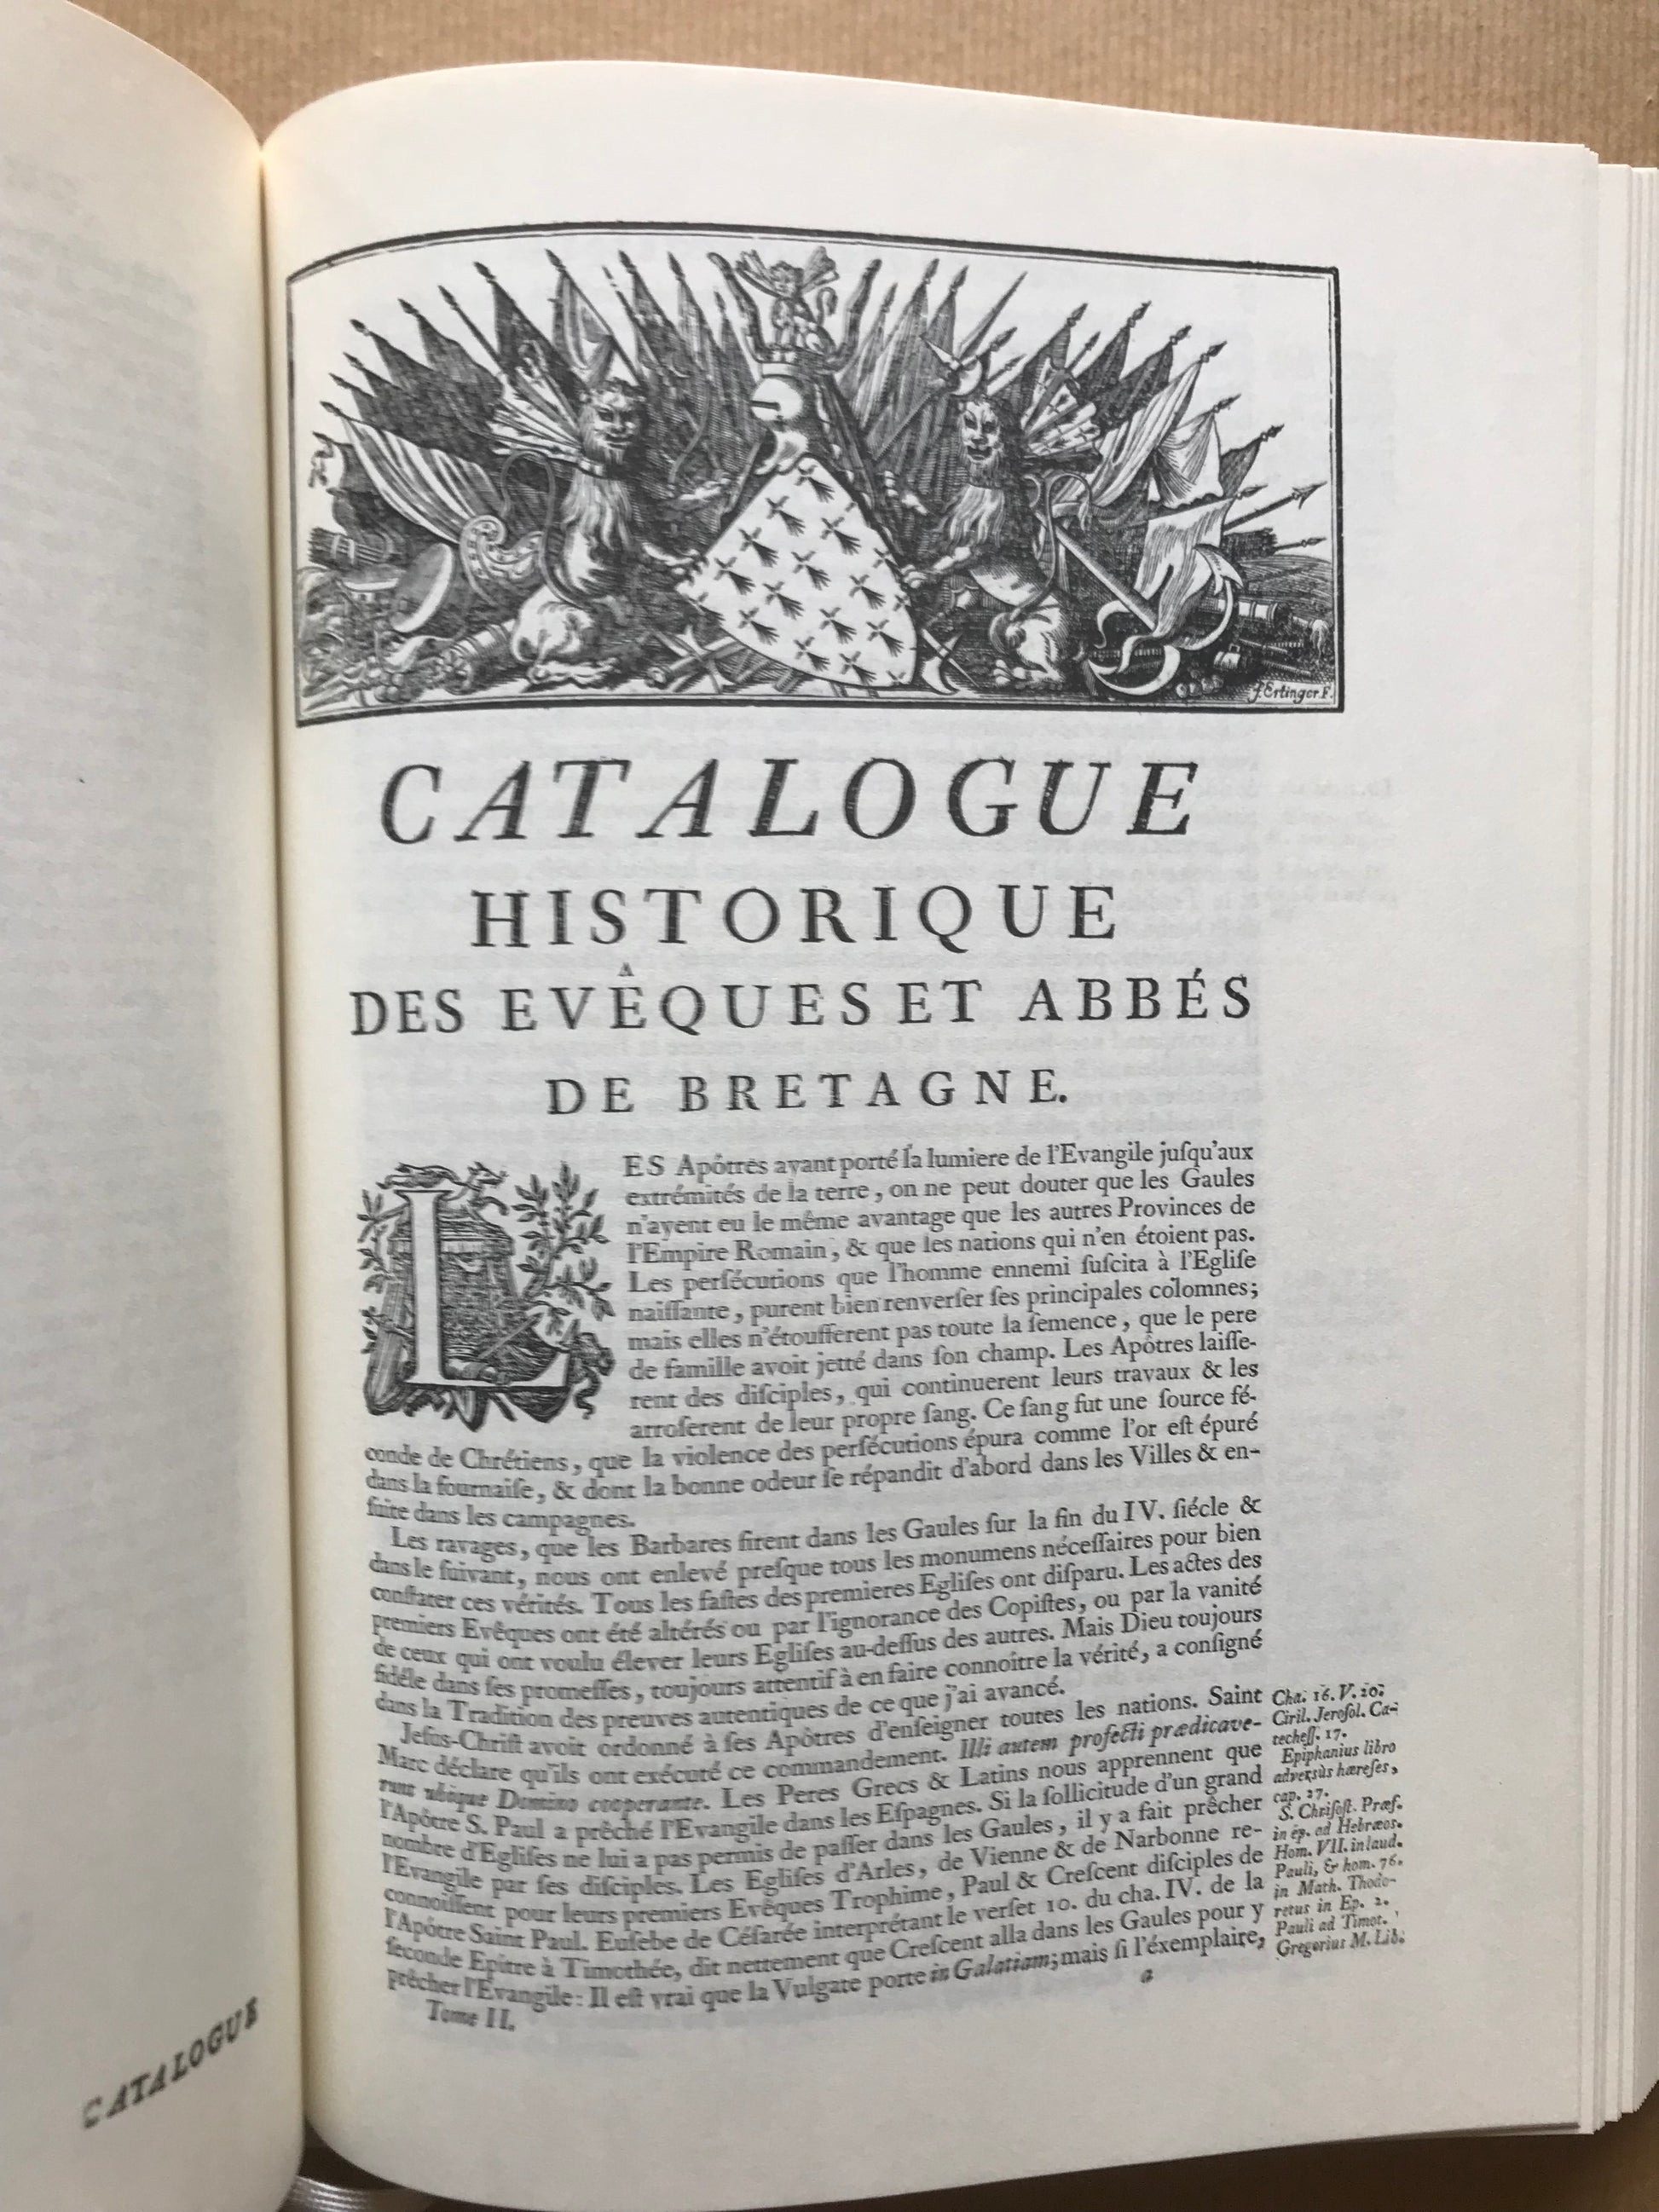 CATALOGUE
J. Ertinger F.
CATALOGUE
HISTORIQUE
DES EVÊQUES ET ABBÉS
DE BRETAGNE.
LES Apôtres ayant porté la lumiere de l'Evangile juſqu'aux
extrémités de la terre, on ne peut douter que les Gaules
n'ayent eu le même avantage que les autres Provinces de
l'Empire Romain, & que les nations qui n'en étoient pas.
Les perſécutions que l'homme ennemi ſuſcita à l'Egliſe
naiſſante, purent bien renverſer ſes principales colomnes;
mais elles n'étoufferent pas toute la ſemence, que le pere
de famille avoit jetté dans ſon champ. Les Apôtres laiſſe-
rent des diſciples, qui continuerent leurs travaux & les
arroſerent de leur propre ſang. Ce ſang fut une ſource fé-
conde de Chrétiens, que la violence des perſécutions épura comme l'or eſt épuré
dans la fournaiſe, & dont la bonne odeur ſe répandit d'abord dans les Villes & en-
ſuite dans les campagnes.
Les ravages, que les Barbares firent dans les Gaules ſur la fin du IV. ſiécle &
dans le ſuivant, nous ont enlevé preſque tous les monumens néceſſaires pour bien
conſtater ces vérités. Tous les faſtes des premieres Egliſes ont diſparu. Les actes des
premiers Evêques ont été altérés ou par l'ignorance des Copiſtes, ou par la vanité
de ceux qui ont voulu élever leurs Egliſes au-deſſus des autres. Mais Dieu toujours
fidéle dans ſes promeſſes, toujours attentif à en faire connoître la vérité, a conſigné
dans la Tradition des preuves autentiques de ce que j'ai avancé.
Jeſus-Chriſt avoit ordonné à ſes Apôtres d'enſeigner toutes les nations. Saint
Marc déclare qu'ils ont exécuté ce commandement. Illi autem profecti prædicave-
runt ubique Domino cooperante. Les Peres Grecs & Latins nous apprennent que
l'Apôtre S. Paul a prêché l'Evangile dans les Eſpagnes. Si la ſollicitude d'un grand
nombre d'Egliſes ne lui a pas permis de paſſer dans les Gaules, il y a fait prêcher
l'Evangile par ſes diſciples. Les Egliſes d'Arles, de Vienne & de Narbonne re-
connoiſſent pour leurs premiers Evêques Trophime, Paul & Creſcent diſciples de
l'Apôtre Saint Paul. Euſebe de Céſarée interprétant le verſet 10. du cha. IV. de la
ſeconde Epitre à Timothée, dit nettement que Creſcent alla dans les Gaules pour y
prêcher l'Evangile: Il eſt vrai que la Vulgate porte in Galatiam; mais ſi l'éxemplaire,
Tome II.
a
Cha. 16. V. 20.
Ciril. Jeroſol. Ca-
techeſſ. 17.
Epiphanius libro
adverſùs hæreſes,
cap. 27.
S. Chriſoſt. Præf.
in ép. ad Hebræos.
Hom. VII. in laud.
Pauli, & hom. 76.
in Math. Thodo-
retus in Ep. 2.
Pauli ad Timot.
Gregorius M. Lib.